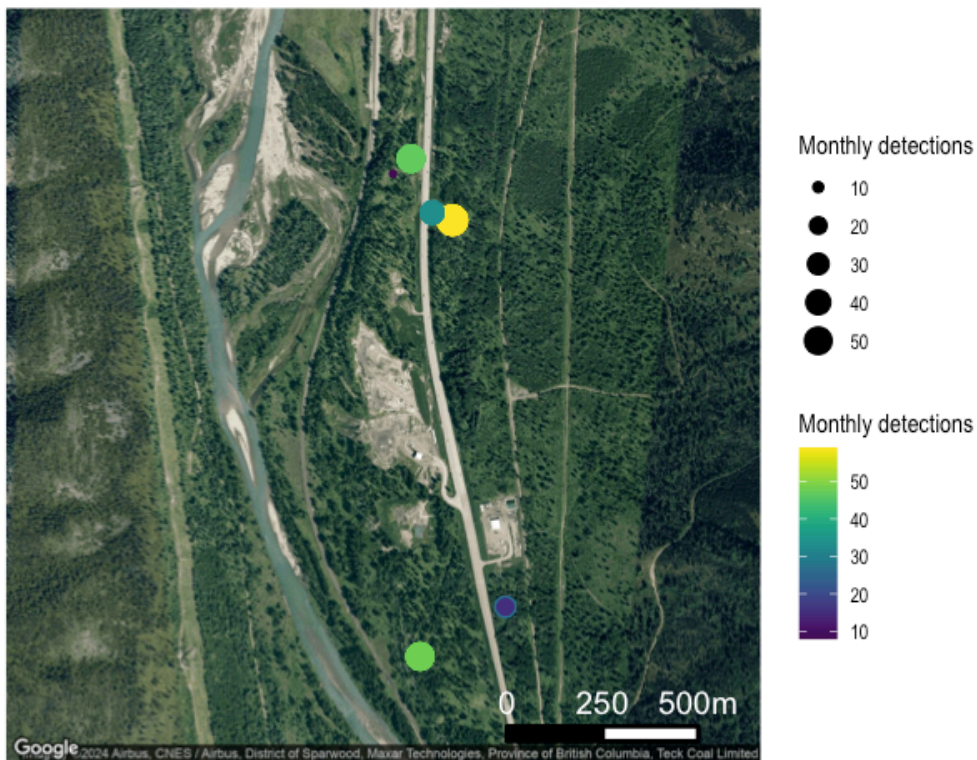 Monthly detections
10
20
30
40
50
Monthly detections
50
40
30
20
10
0 250 500m
Google
©2024 Airbus, CNES / Airbus, District of Sparwood, Maxar Technologies, Province of British Columbia, Teck Coal Limited